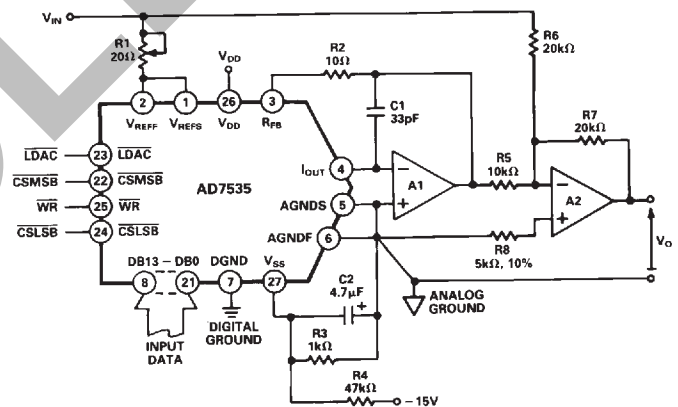 VIN
R1
20Ω
VDD
R2
10Ω
R6
20kΩ
C1
33pF
R7
20kΩ
2
1
26
3
VREFF
VREFS
VDD
RFB
LDAC
23
LDAC
CSMSB
22
CSMSB
WR
25
WR
CSLSB
24
CSLSB
AD7535
IOUT
4
AGNDS
5
AGNDF
6
−
A1
+
R5
10kΩ
−
A2
+
R8
5kΩ, 10%
VO
DB13 – DB0
DGND
VSS
8
21
7
27
INPUT
DATA
DIGITAL
GROUND
C2
4.7μF
+
ANALOG
GROUND
R3
1kΩ
R4
47kΩ
–15V